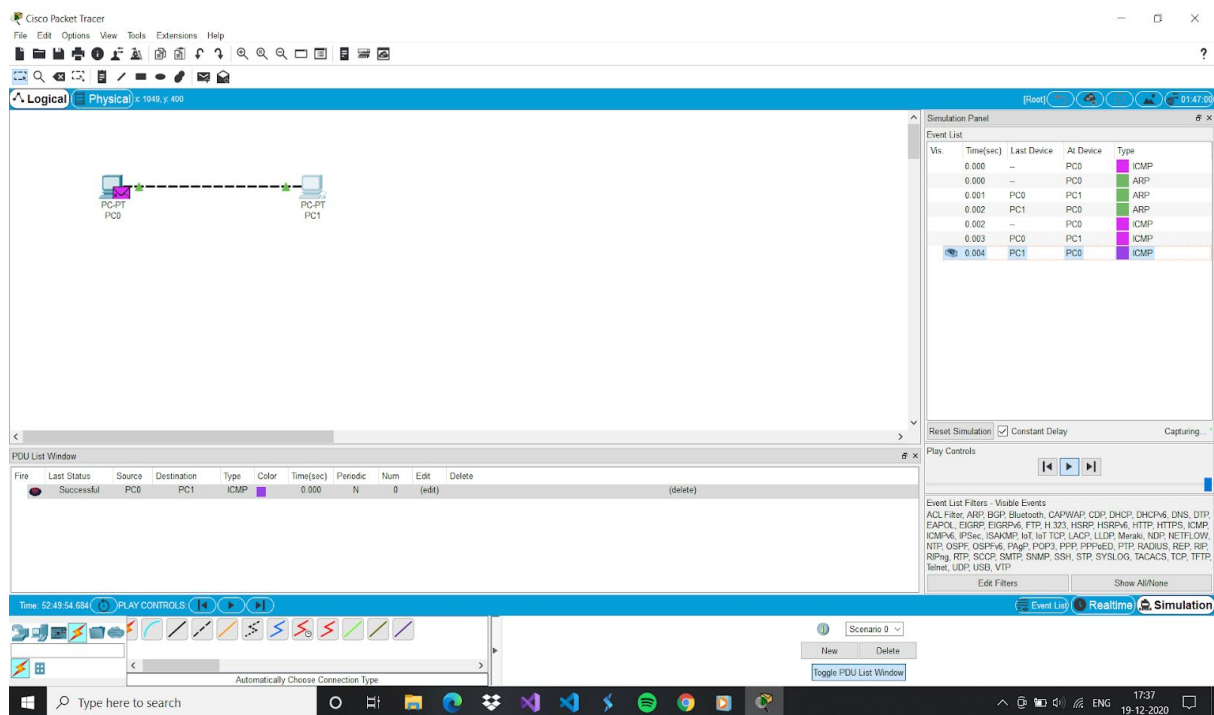 Cisco Packet Tracer
File Edit Options View Tools Extensions Help
?
Logical Physical x: 1049, y: 400 [Root] 01:47:00
PC-PT
PC0
PC-PT
PC1
Simulation Panel
Event List
Vis. Time(sec) Last Device At Device Type
0.000 -- PC0 ICMP
0.000 -- PC0 ARP
0.001 PC0 PC1 ARP
0.002 PC1 PC0 ARP
0.002 -- PC0 ICMP
0.003 PC0 PC1 ICMP
0.004 PC1 PC0 ICMP
Reset Simulation Constant Delay Capturing...
Play Controls
Event List Filters - Visible Events
ACL Filter, ARP, BGP, Bluetooth, CAPWAP, CDP, DHCP, DHCPv6, DNS, DTP,
EAPOL, EIGRP, EIGRPv6, FTP, H.323, HSRP, HSRPv6, HTTP, HTTPS, ICMP,
ICMPv6, IPSec, ISAKMP, IoT, IoT TCP, LACP, LLDP, Meraki, NDP, NETFLOW,
NTP, OSPF, OSPFv6, PAgP, POP3, PPP, PPPoED, PTP, RADIUS, REP, RIP,
RIPng, RTP, SCCP, SMTP, SNMP, SSH, STP, SYSLOG, TACACS, TCP, TFTP,
Telnet, UDP, USB, VTP
Edit Filters Show All/None
PDU List Window
Fire Last Status Source Destination Type Color Time(sec) Periodic Num Edit Delete
Successful PC0 PC1 ICMP 0.000 N 0 (edit) (delete)
Time: 52:49:54.684 PLAY CONTROLS: Event List Realtime Simulation
Scenario 0
New Delete
Toggle PDU List Window
Automatically Choose Connection Type
Type here to search
ENG
17:37
19-12-2020